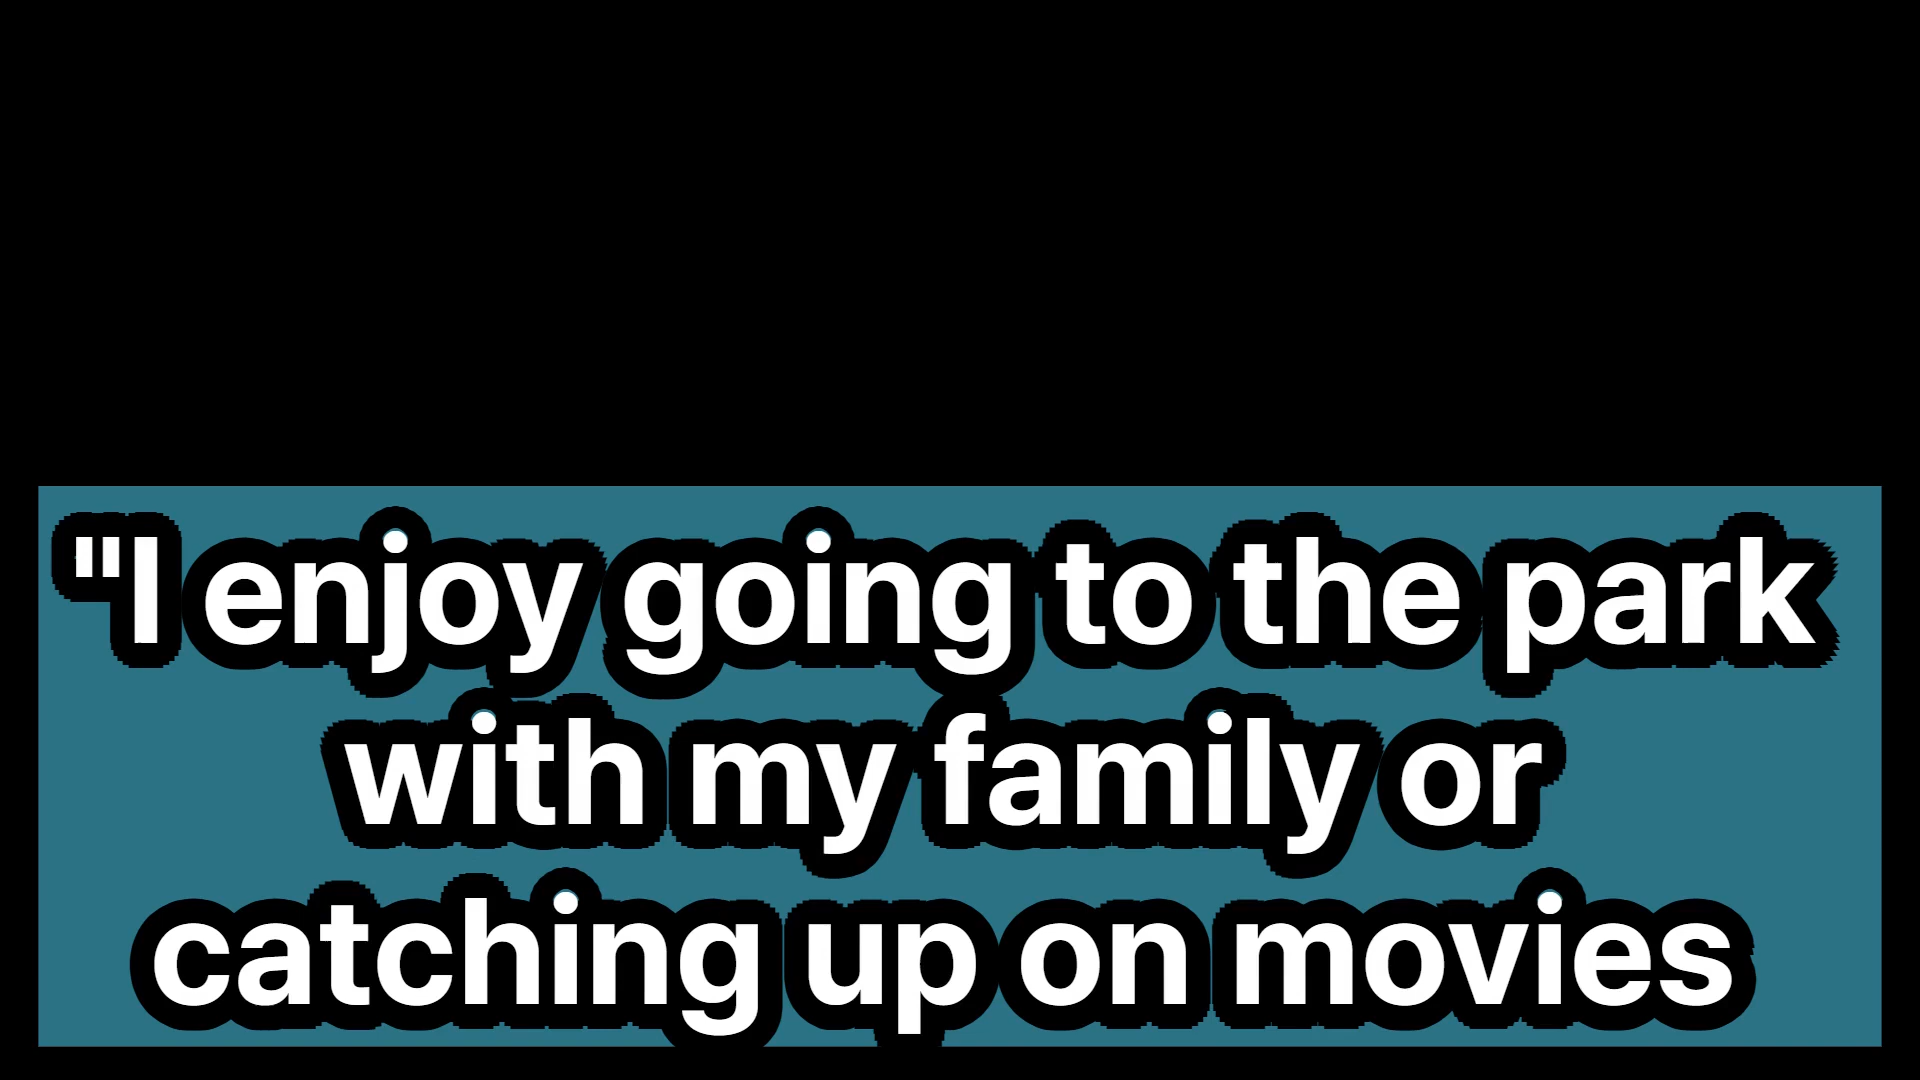 "I enjoy going to the park
with my family or
catching up on movies